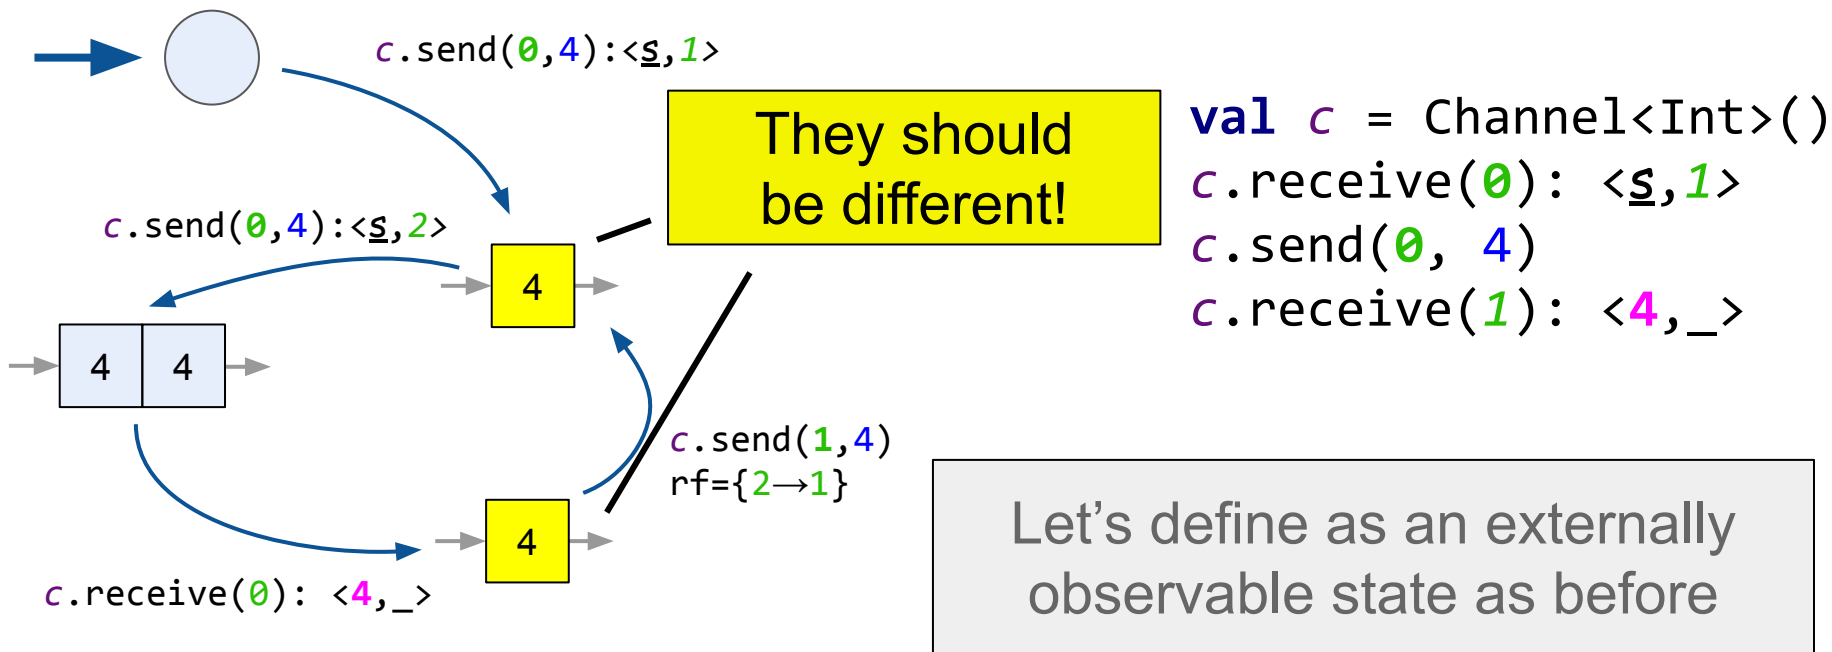 c.send(0,4):<s,1>
They should
be different!
val c = Channel<Int>()
c.receive(0): <s,1>
c.send(0, 4)
c.receive(1): <4,_>
c.send(0,4):<s,2>
4
4 4
c.send(1,4)
rf={2→1}
4
c.receive(0): <4,_>
Let’s define as an externally
observable state as before